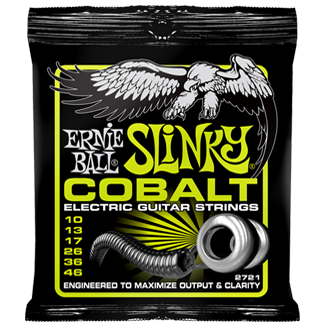 ERNIE BALL® SLINKY®
COBALT
ELECTRIC GUITAR STRINGS
10
13
17
26
36
46
2721
ENGINEERED TO MAXIMIZE OUTPUT & CLARITY